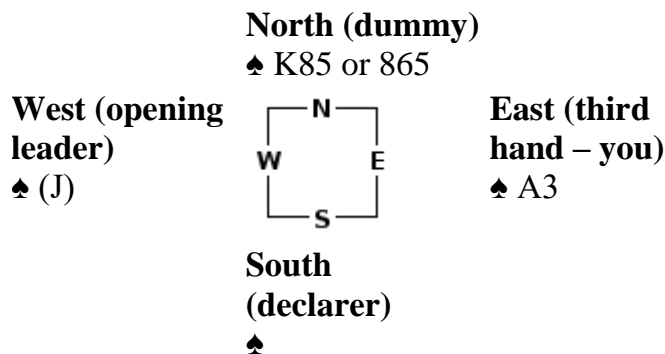 North (dummy)
♠ K85 or 865
West (opening
leader)
♠ (J)
N
W
E
S
East (third
hand – you)
♠ A3
South
(declarer)
♠